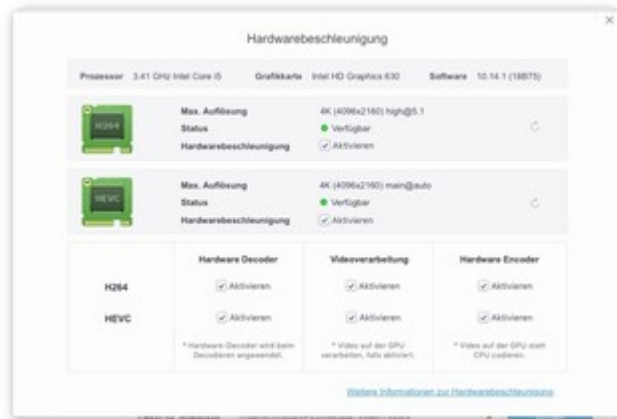 Hardwarebeschleunigung
Prozessor 3.41 GHz Intel Core i5 Grafikkarte Intel HD Graphics 630 Software 10.14.1 (18B75)
H264
Max. Auflösung 4K (4096x2160) high@5.1
Status Verfügbar
Hardwarebeschleunigung Aktivieren
HEVC
Max. Auflösung 4K (4096x2160) main@auto
Status Verfügbar
Hardwarebeschleunigung Aktivieren
Hardware Decoder Videoverarbeitung Hardware Encoder
H264 Aktivieren Aktivieren Aktivieren
HEVC Aktivieren Aktivieren Aktivieren
* Hardware-Decoder wird beim * Video auf der GPU * Video auf der GPU statt
Decodieren angewendet. verarbeiten, falls aktiviert. CPU codieren.
Weitere Informationen zur Hardwarebeschleunigung